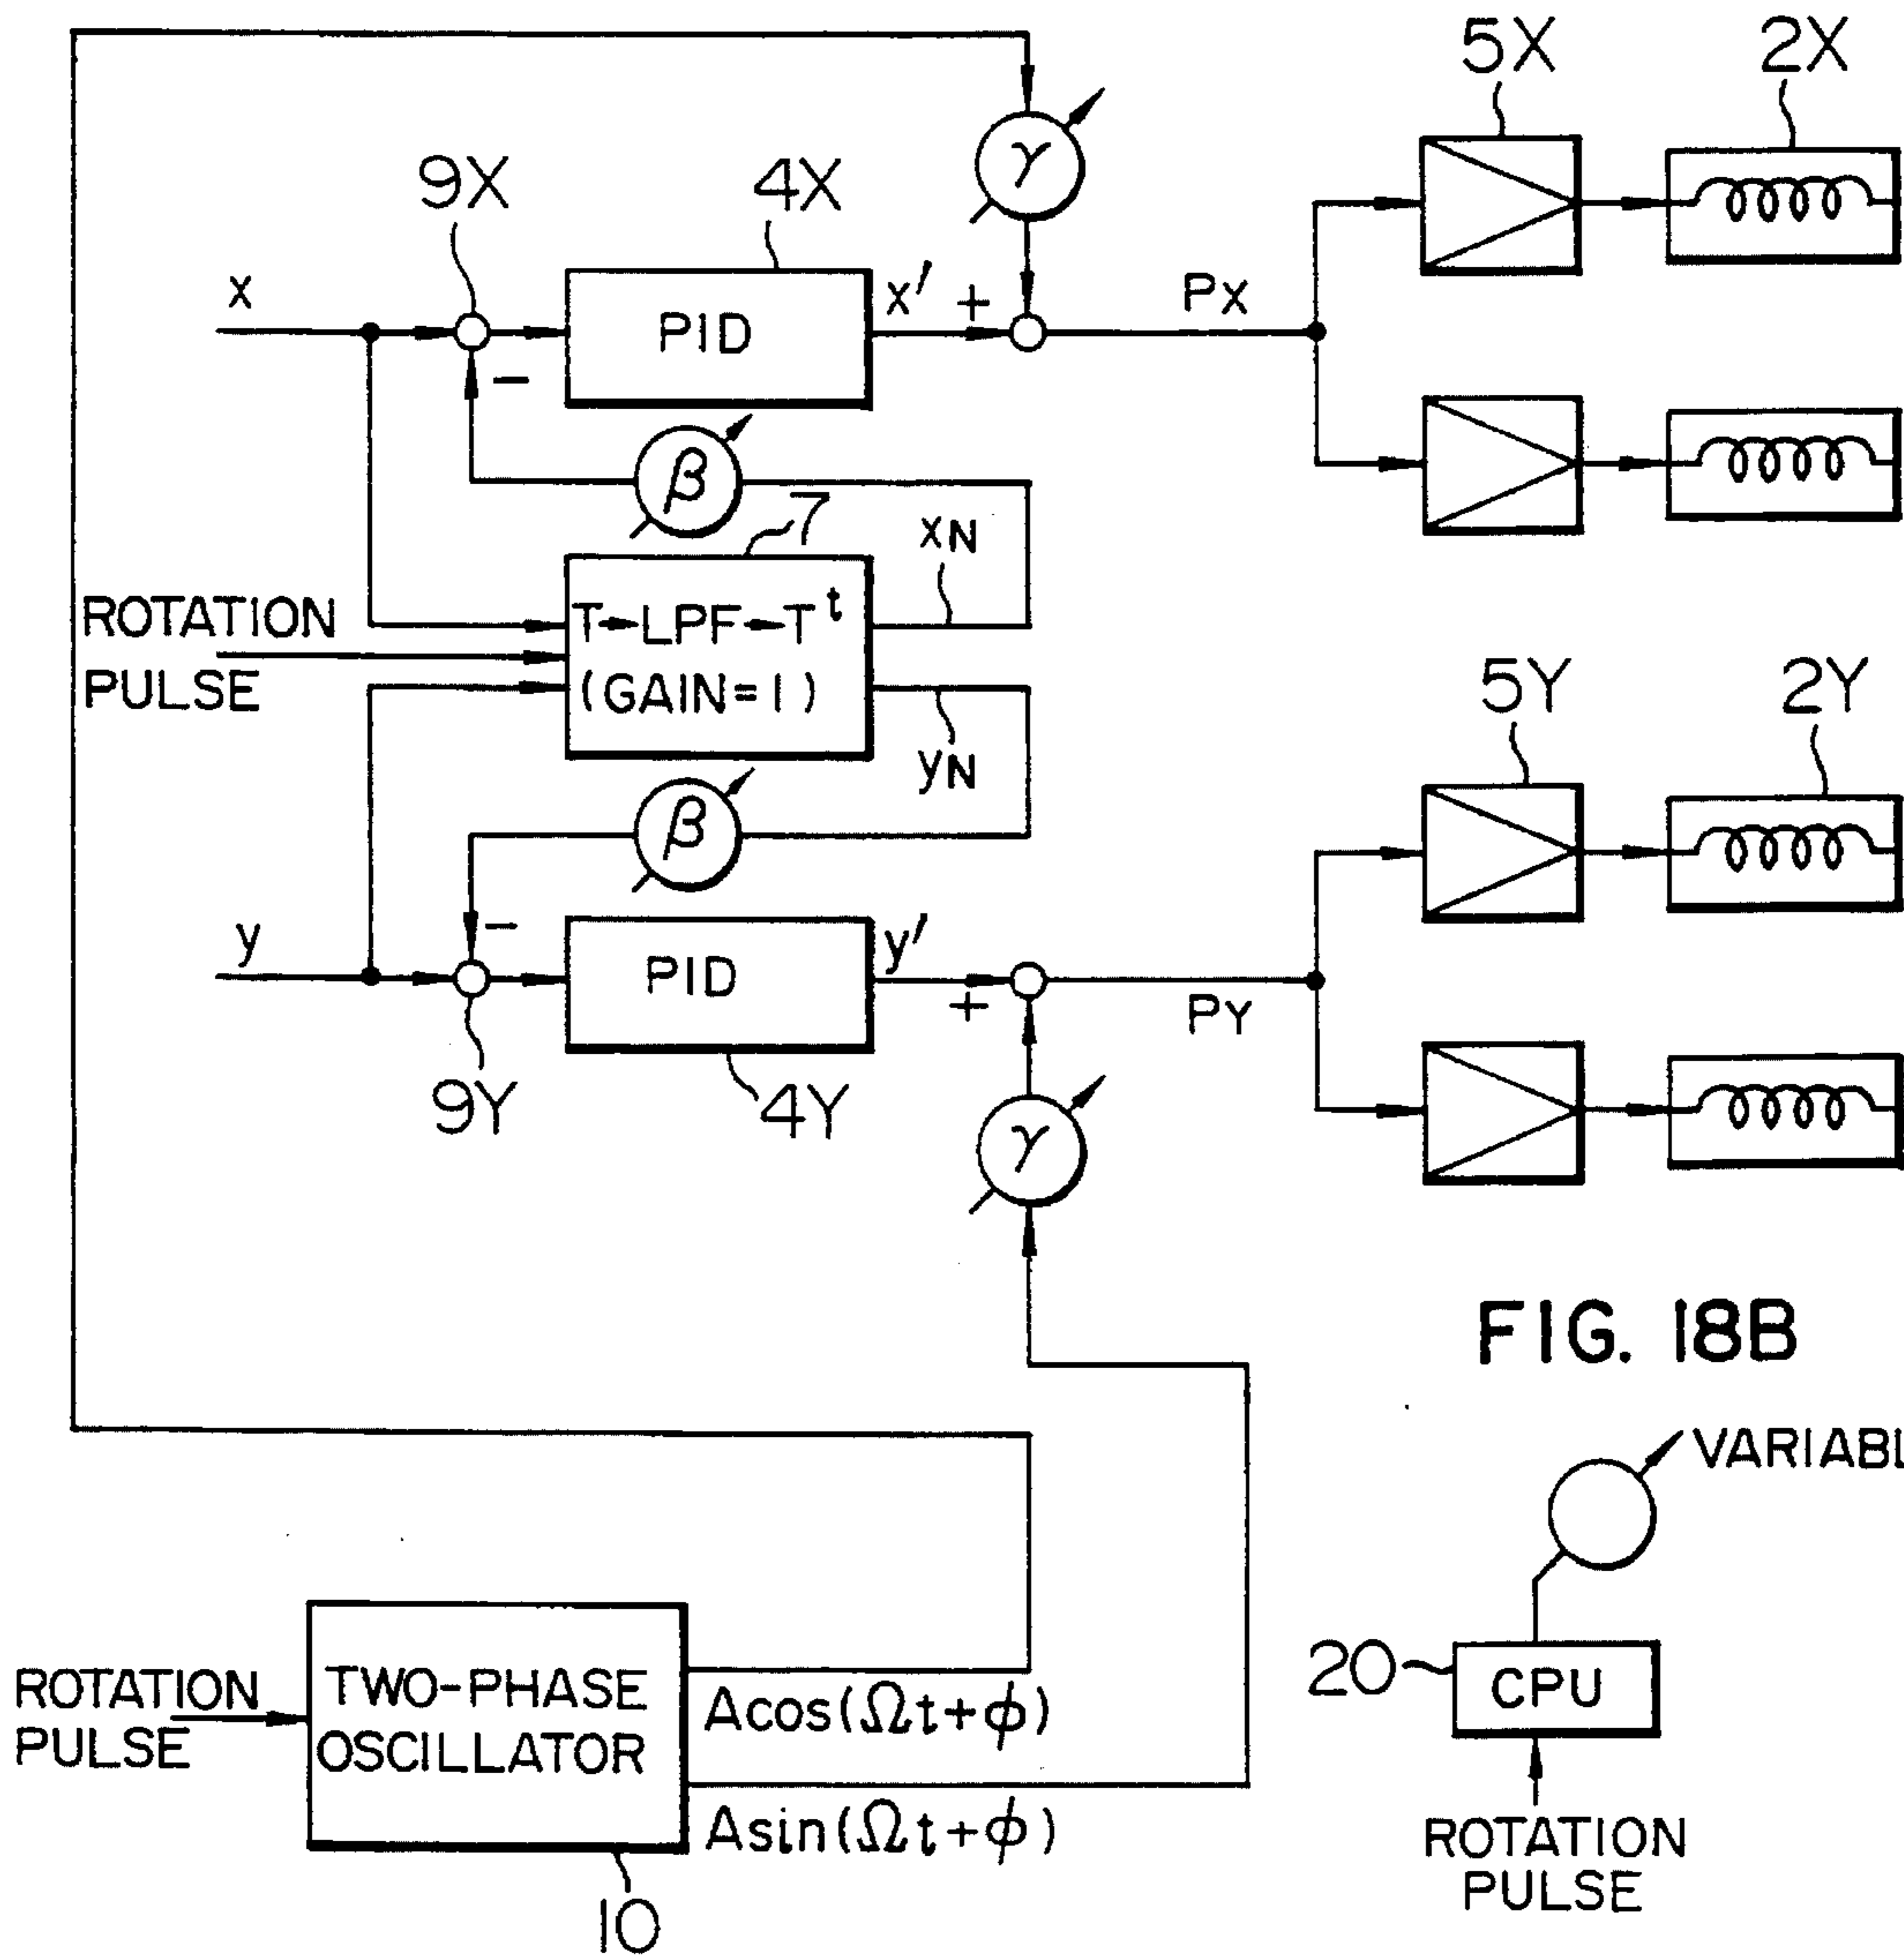 5X
2X
γ
9X
4X
x
PID
x′
+
PX
−
β
7
xN
ROTATION
PULSE
T→LPF→Tᵗ
(GAIN=1)
yN
β
5Y
2Y
y
−
PID
y′
+
PY
9Y
4Y
γ
FIG. 18B
VARIABL
20
CPU
ROTATION
PULSE
TWO-PHASE
OSCILLATOR
Acos(Ωt+ϕ)
Asin(Ωt+ϕ)
10
ROTATION
PULSE